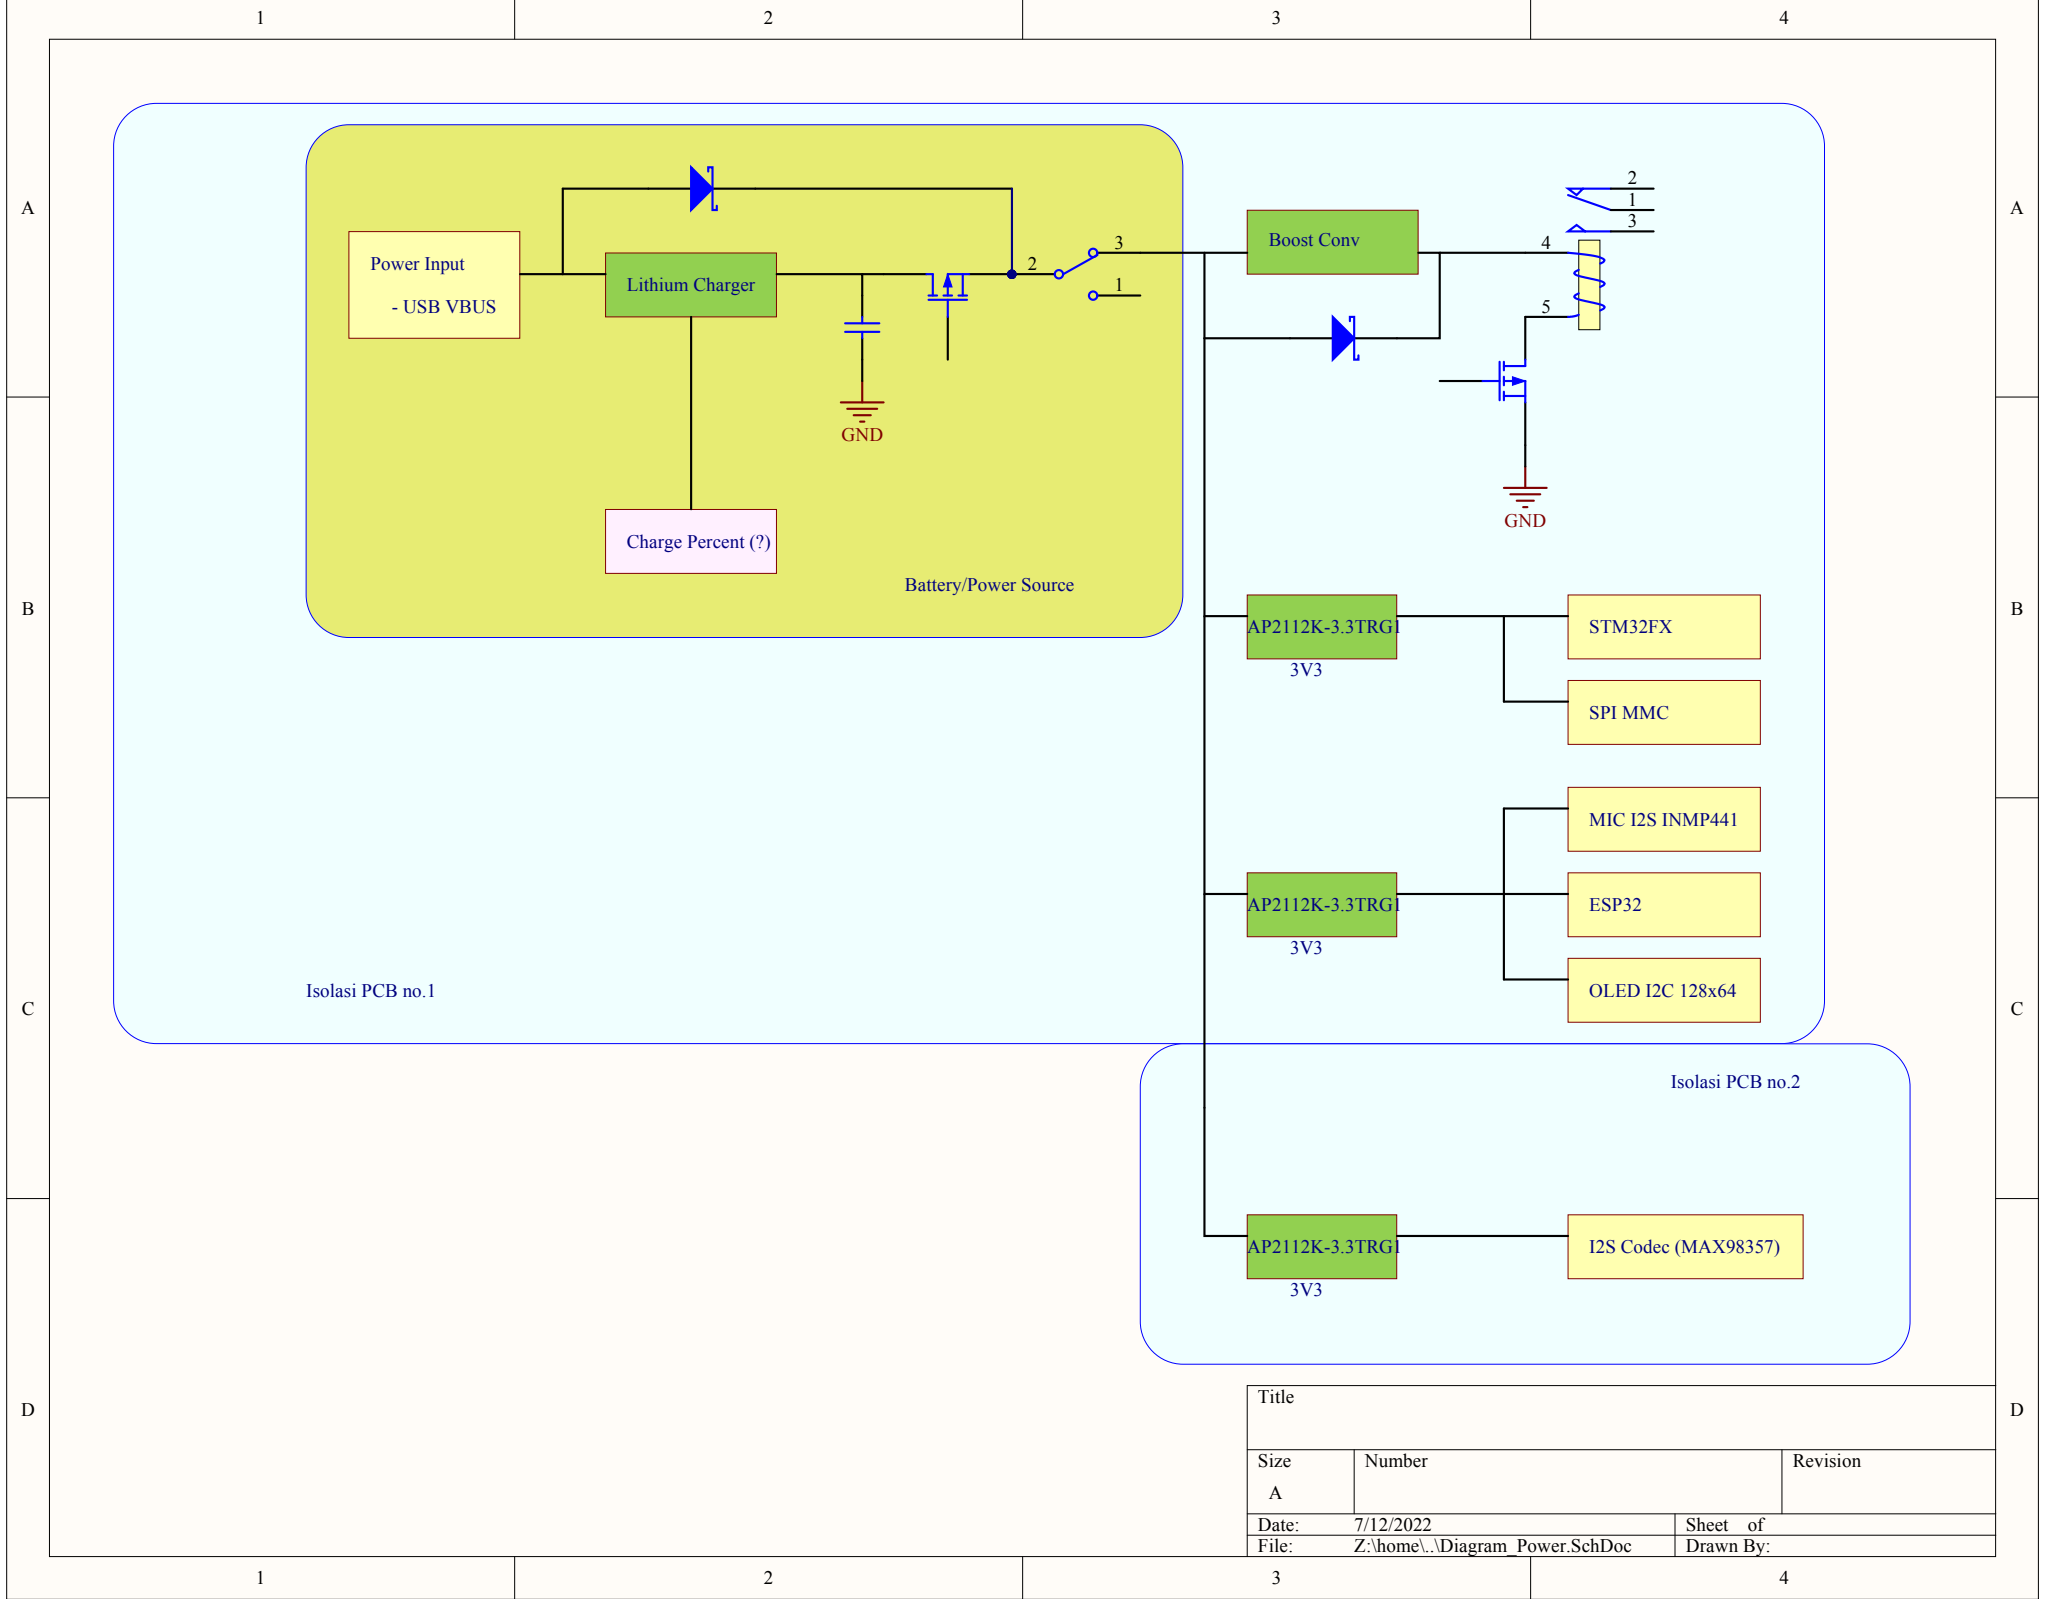 1 2 3 4
A A
B B
C C
D D
Power Input
- USB VBUS
Lithium Charger
2
3
1
GND
Charge Percent (?)
Battery/Power Source
Boost Conv
2
1
3
4
5
GND
AP2112K-3.3TRG1
3V3
STM32FX
SPI MMC
MIC I2S INMP441
AP2112K-3.3TRG1
3V3
ESP32
OLED I2C 128x64
Isolasi PCB no.1
Isolasi PCB no.2
AP2112K-3.3TRG1
3V3
I2S Codec (MAX98357)
Title
Size Number Revision
A
Date: 7/12/2022 Sheet of
File: Z:\home\..\Diagram_Power.SchDoc Drawn By:
1 2 3 4